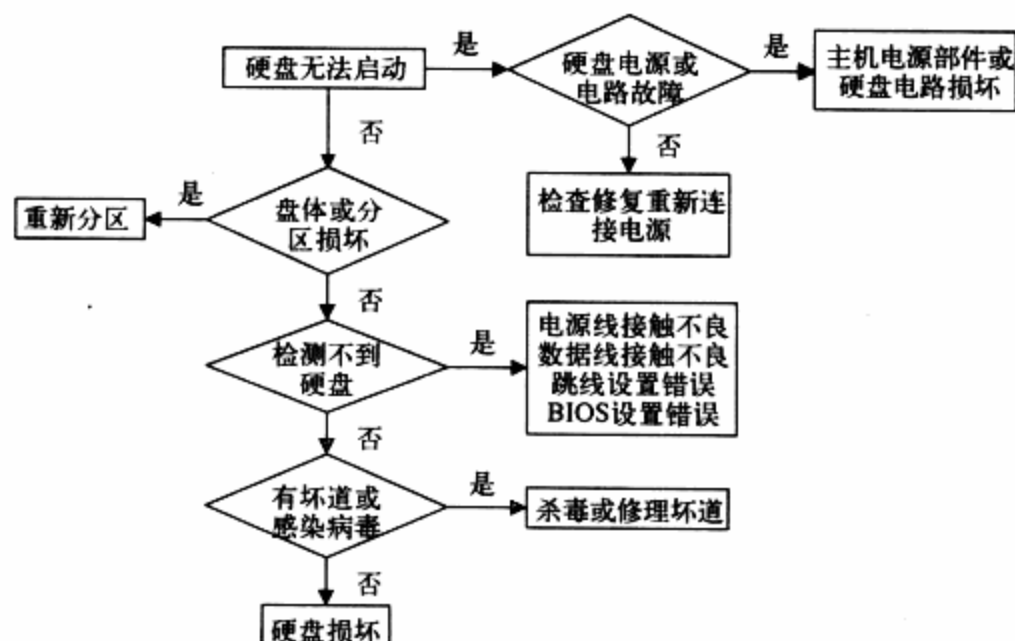 硬盘无法启动
是
硬盘电源或
电路故障
是
主机电源部件或
硬盘电路损坏
否
否
检查修复重新连
接电源
是
重新分区
盘体或分
区损坏
否
检测不到
硬盘
是
电源线接触不良
数据线接触不良
跳线设置错误
BIOS设置错误
否
有坏道或
感染病毒
是
杀毒或修理坏道
否
硬盘损坏